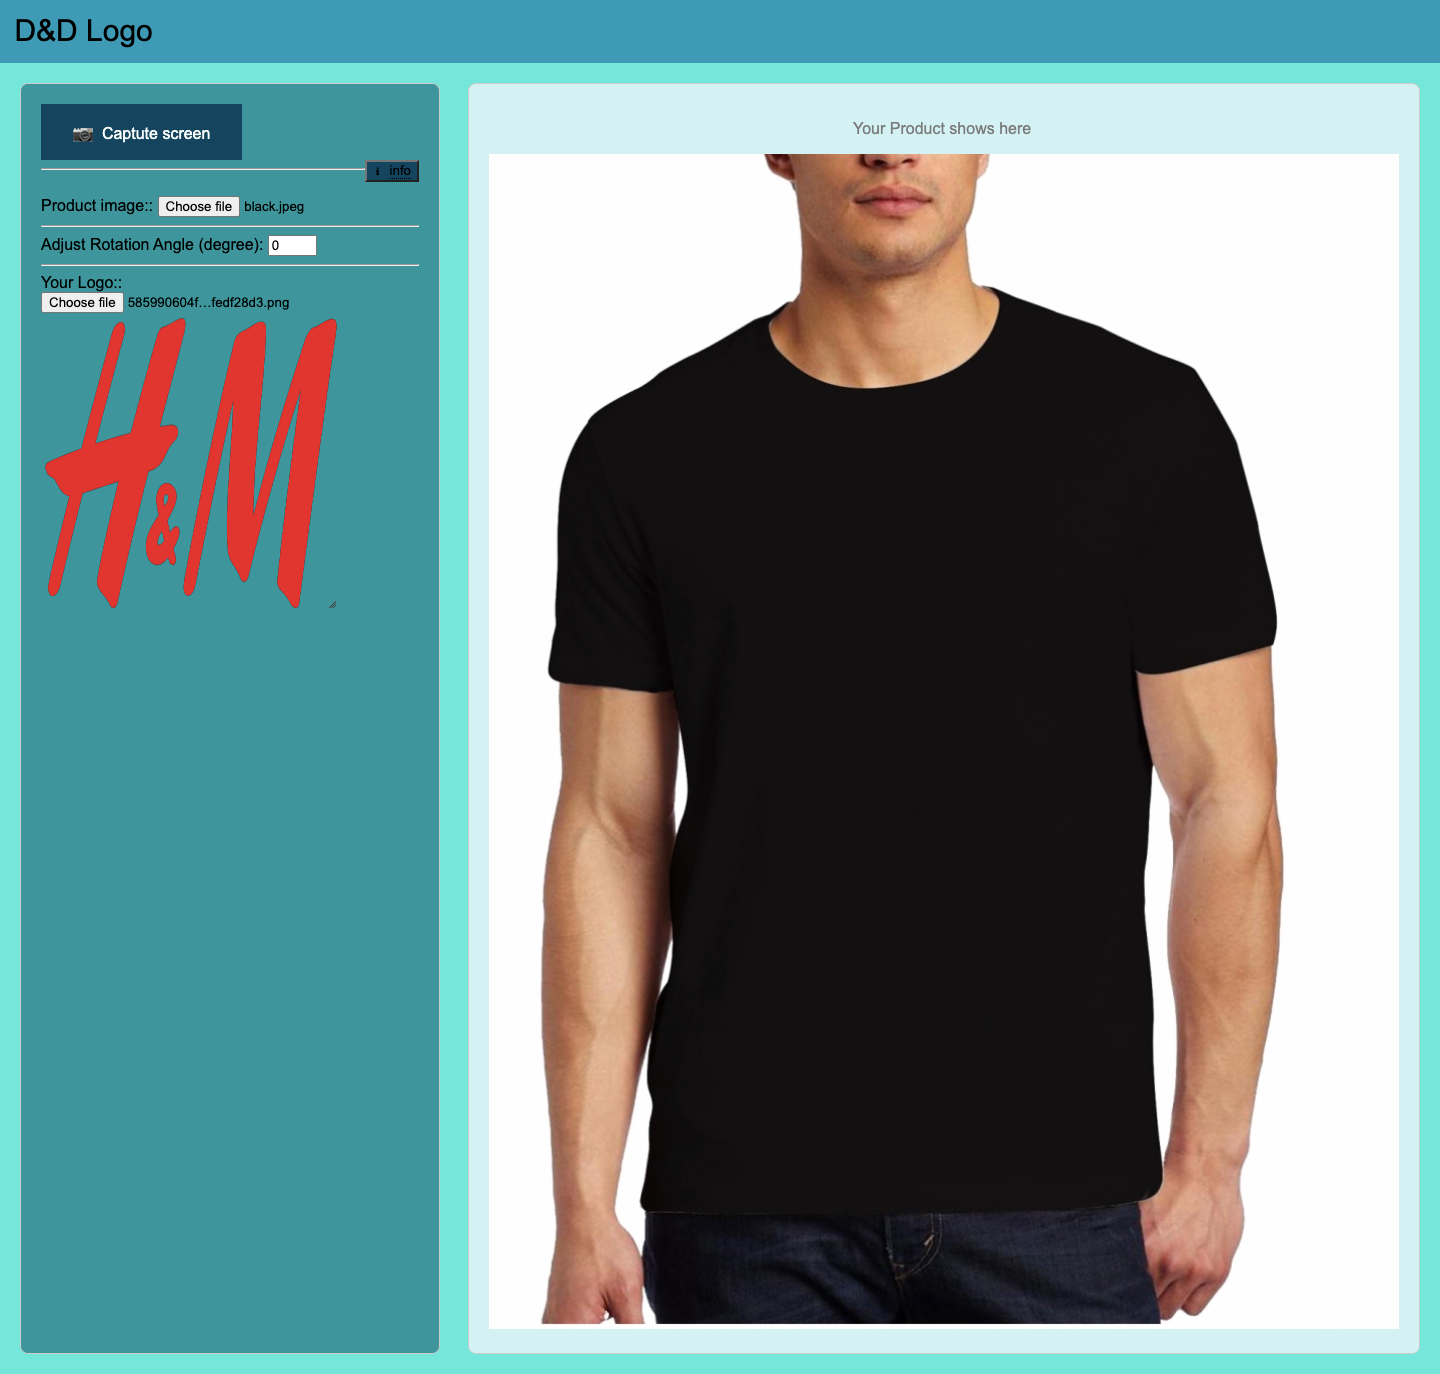 D&D Logo
📷 Captute screen
ℹ info
Product image:: Choose file black.jpeg
Adjust Rotation Angle (degree): 0
Your Logo::
Choose file 585990604f...fedf28d3.png
H&M
Your Product shows here